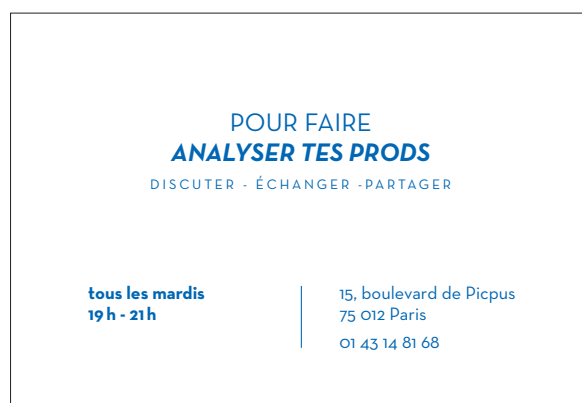 POUR FAIRE
ANALYSER TES PRODS
DISCUTER - ÉCHANGER -PARTAGER
tous les mardis
19 h - 21 h
15, boulevard de Picpus
75 012 Paris
01 43 14 81 68